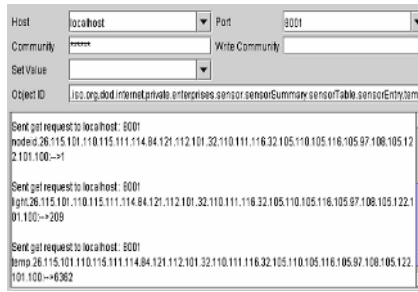 Host localhost Port 8001
Community ****** Write Community
Set Value
Object ID .iso.org.dod.internet.private.enterprises.sensor.sensorSummary.sensorTable.sensorEntry.tem
Sent get request to localhost : 8001
nodeid.26.115.101.110.115.111.114.84.121.112.101.32.110.111.116.32.105.110.105.116.105.97.108.105.12
2.101.100:-->1
Sent get request to localhost : 8001
light.26.115.101.110.115.111.114.84.121.112.101.32.110.111.116.32.105.110.105.116.105.97.108.105.122.1
01.100:-->209
Sent get request to localhost : 8001
temp.26.115.101.110.115.111.114.84.121.112.101.32.110.111.116.32.105.110.105.116.105.97.108.105.122.
101.100:-->6362